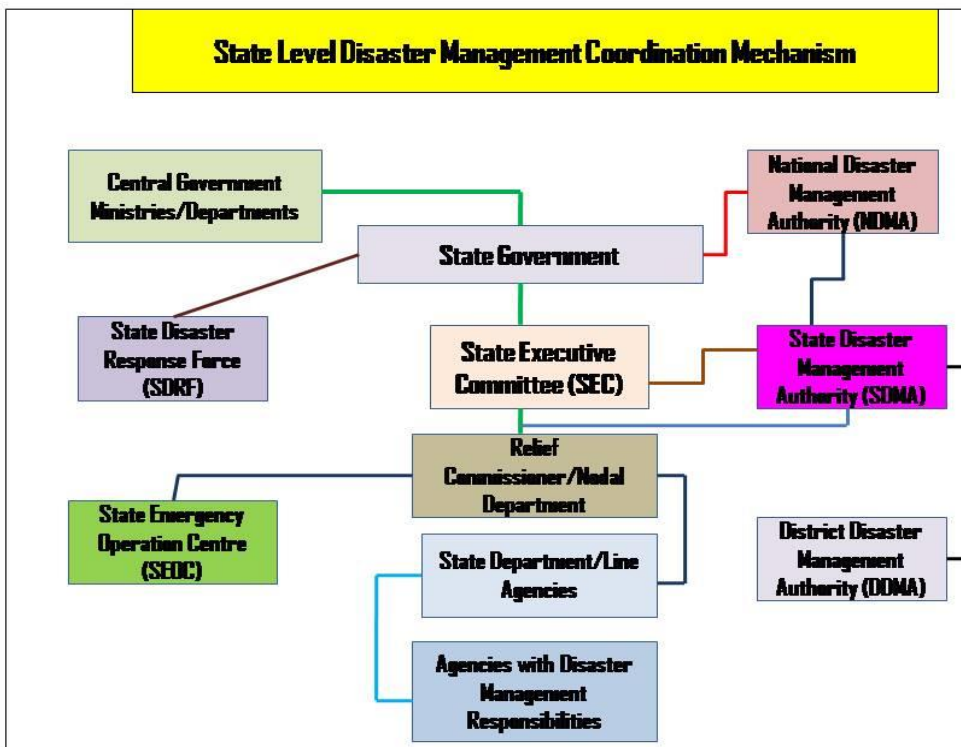 State Level Disaster Management Coordination Mechanism
Central Government
Ministries/Departments
National Disaster
Management
Authority (NDMA)
State Government
State Disaster
Response Force
(SDRF)
State Executive
Committee (SEC)
State Disaster
Management
Authority (SDMA)
Relief
Commissioner/Nodal
Department
State Emergency
Operation Centre
(SEOC)
State Department/Line
Agencies
District Disaster
Management
Authority (DDMA)
Agencies with Disaster
Management
Responsibilities